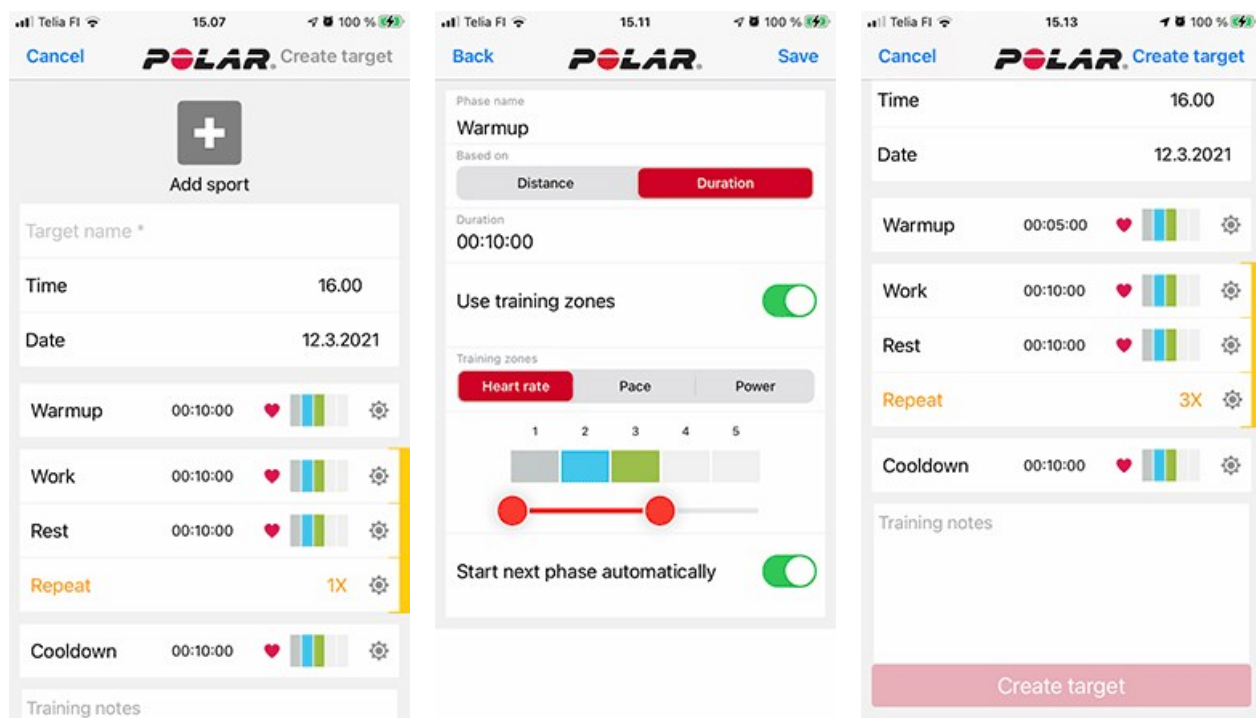 Telia FI 15.07 100 %
Cancel POLAR. Create target
Add sport
Target name *
Time 16.00
Date 12.3.2021
Warmup 00:10:00
Work 00:10:00
Rest 00:10:00
Repeat 1X
Cooldown 00:10:00
Training notes
Telia FI 15.11 100 %
Back POLAR. Save
Phase name
Warmup
Based on
Distance Duration
Duration
00:10:00
Use training zones
Training zones
Heart rate Pace Power
1 2 3 4 5
Start next phase automatically
Telia FI 15.13 100 %
Cancel POLAR. Create target
Time 16.00
Date 12.3.2021
Warmup 00:05:00
Work 00:10:00
Rest 00:10:00
Repeat 3X
Cooldown 00:10:00
Training notes
Create target